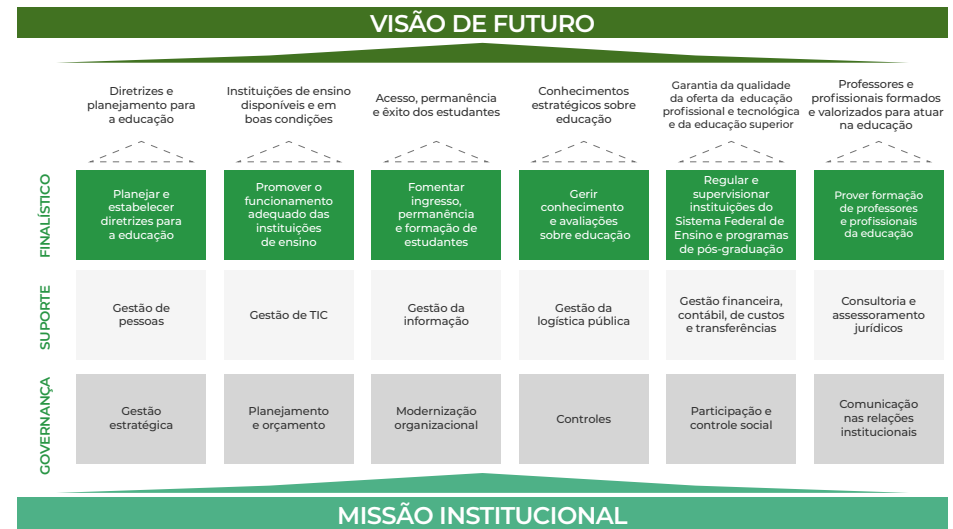 VISÃO DE FUTURO
Diretrizes e
planejamento para
a educação
Instituições de ensino
disponíveis e em
boas condições
Acesso, permanência
e êxito dos estudantes
Conhecimentos
estratégicos sobre
educação
Garantia da qualidade
da oferta da educação
profissional e tecnológica
e da educação superior
Professores e
profissionais formados
e valorizados para atuar
na educação
FINALÍSTICO
Planejar e
estabelecer
diretrizes para
a educação
Promover o
funcionamento
adequado das
instituições
de ensino
Fomentar
ingresso,
permanência
e formação de
estudantes
Gerir
conhecimento
e avaliações
sobre educação
Regular e
supervisionar
instituições do
Sistema Federal de
Ensino e programas
de pós-graduação
Prover formação
de professores
e profissionais
da educação
SUPORTE
Gestão de
pessoas
Gestão de TIC
Gestão da
informação
Gestão da
logística pública
Gestão financeira,
contábil, de custos
e transferências
Consultoria e
assessoramento
jurídicos
GOVERNANÇA
Gestão
estratégica
Planejamento
e orçamento
Modernização
organizacional
Controles
Participação e
controle social
Comunicação
nas relações
institucionais
MISSÃO INSTITUCIONAL